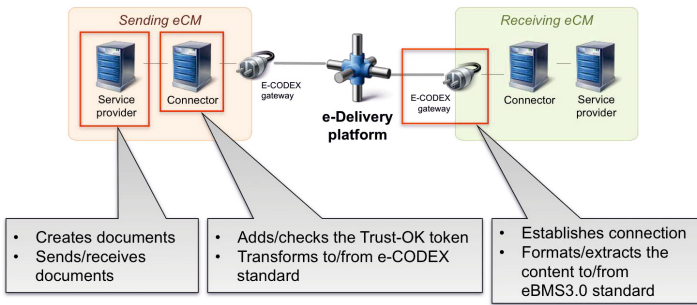 Sending eCM
Receiving eCM
Service
provider
Connector
E-CODEX
gateway
e-Delivery
platform
E-CODEX
gateway
Connector
Service
provider
• Creates documents
• Sends/receives
documents
• Adds/checks the Trust-OK token
• Transforms to/from e-CODEX
standard
• Establishes connection
• Formats/extracts the
content to/from
eBMS3.0 standard